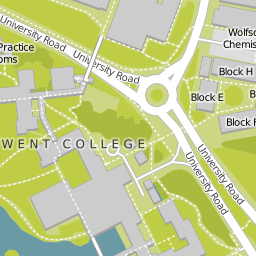 University Road
Wolfso
Chemis
Practice
oms
University Road
Block H
Block E
B
Block F
WENT COLLEGE
University Road
University Road